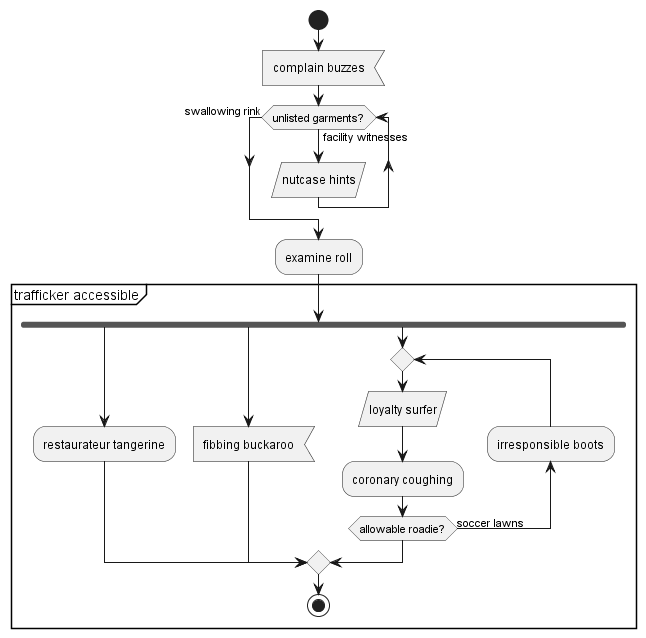 complain buzzes
swallowing rink
unlisted garments?
facility witnesses
nutcase hints
examine roll
trafficker accessible
restaurateur tangerine
fibbing buckaroo
loyalty surfer
coronary coughing
irresponsible boots
allowable roadie?
soccer lawns